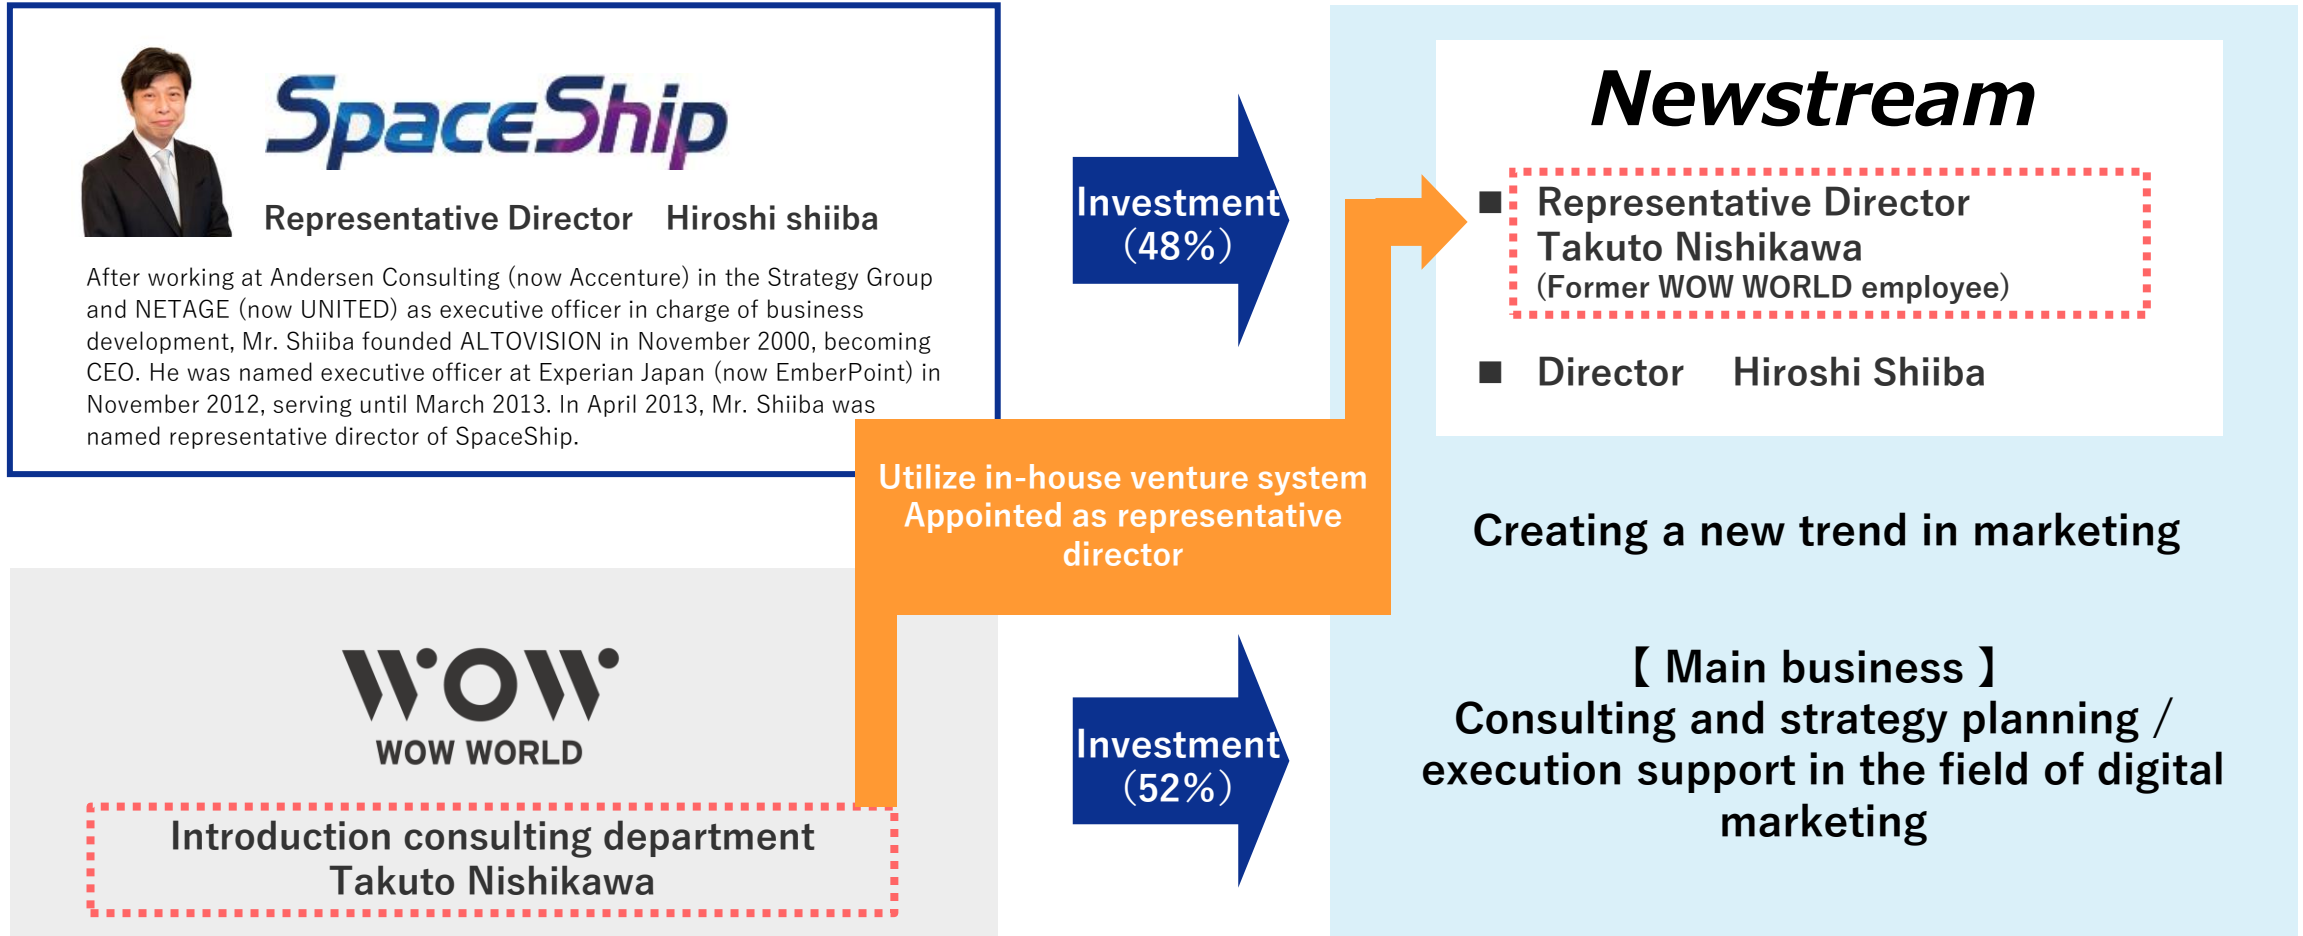 SpaceShip
Representative Director Hiroshi shiiba
After working at Andersen Consulting (now Accenture) in the Strategy Group
and NETAGE (now UNITED) as executive officer in charge of business
development, Mr. Shiiba founded ALTOVISION in November 2000, becoming
CEO. He was named executive officer at Experian Japan (now EmberPoint) in
November 2012, serving until March 2013. In April 2013, Mr. Shiiba was
named representative director of SpaceShip.
Investment
(48%)
Newstream
■ Representative Director
Takuto Nishikawa
(Former WOW WORLD employee)
■ Director Hiroshi Shiiba
Utilize in-house venture system
Appointed as representative
director
WOW
WOW WORLD
Introduction consulting department
Takuto Nishikawa
Investment
(52%)
Creating a new trend in marketing
【 Main business 】
Consulting and strategy planning /
execution support in the field of digital
marketing